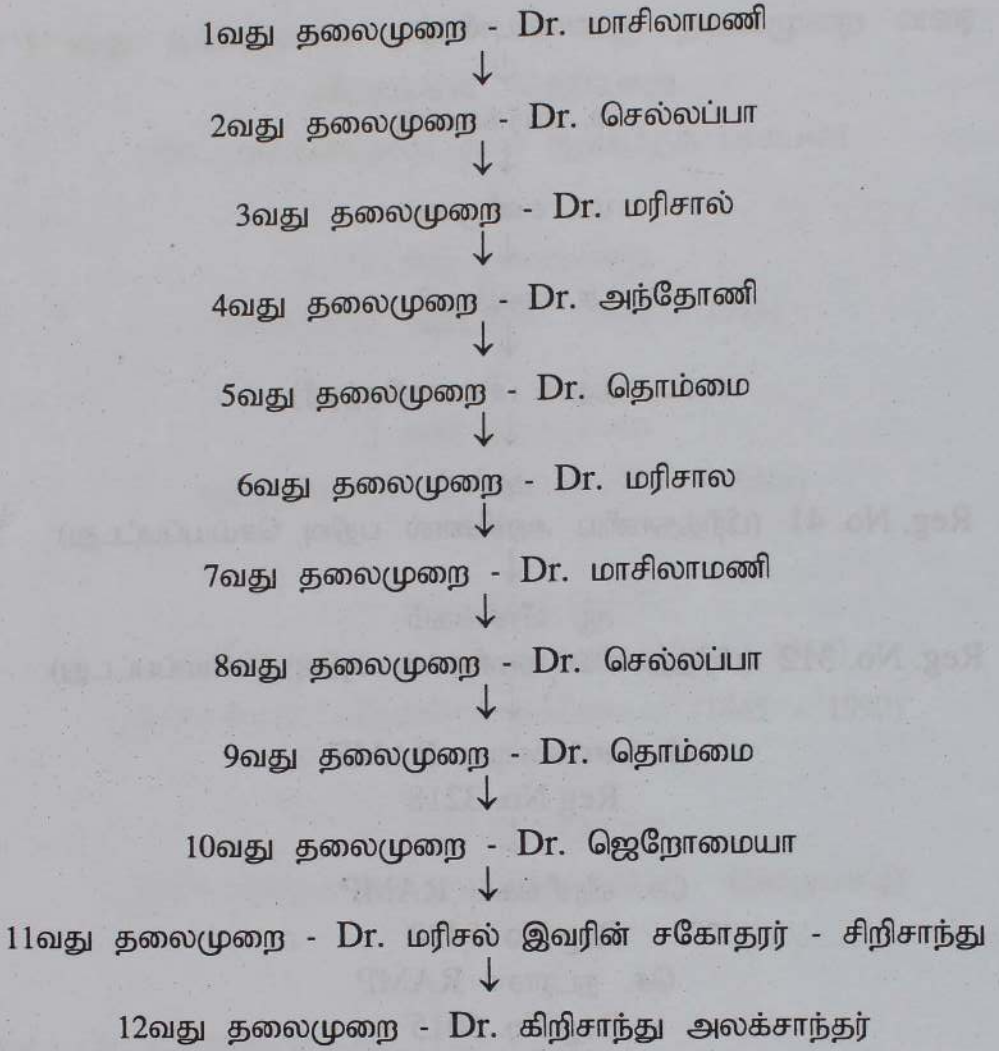 1வது தலைமுறை - Dr. மாசிலாமணி
↓
2வது தலைமுறை - Dr. செல்லப்பா
↓
3வது தலைமுறை - Dr. மரிசால்
↓
4வது தலைமுறை - Dr. அந்தோணி
↓
5வது தலைமுறை - Dr. தொம்மை
↓
6வது தலைமுறை - Dr. மரிசால
↓
7வது தலைமுறை - Dr. மாசிலாமணி
↓
8வது தலைமுறை - Dr. செல்லப்பா
↓
9வது தலைமுறை - Dr. தொம்மை
↓
10வது தலைமுறை - Dr. ஜெறோமையா
↓
11வது தலைமுறை - Dr. மரிசல் இவரின் சகோதரர் - சிறிசாந்து
↓
12வது தலைமுறை - Dr. கிறிசாந்து அலக்சாந்தர்